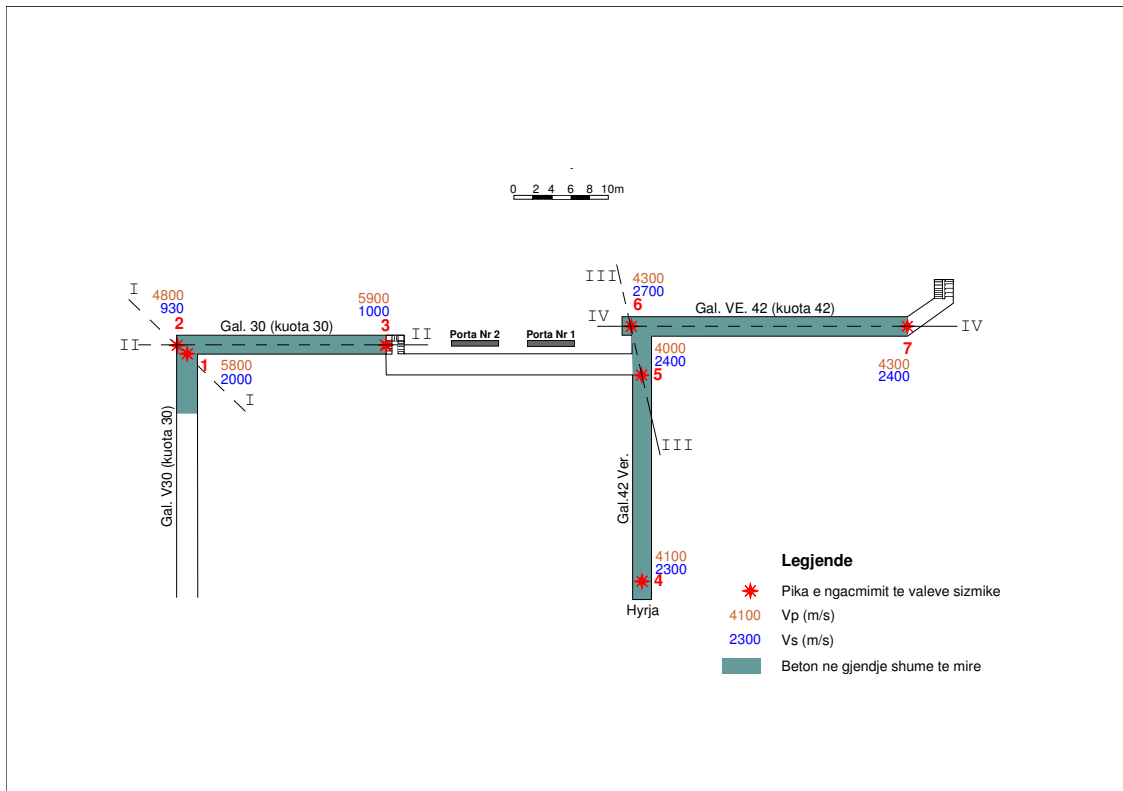 0 2 4 6 8 10m
III
4300
2700
6
I
4800
930
2
5900
1000
3
Gal. 30 (kuota 30)
II
II
Porta Nr 2
Porta Nr 1
Gal. VE. 42 (kuota 42)
IV
IV
7
4300
2400
4000
2400
5
1
5800
2000
I
III
Gal. V30 (kuota 30)
Gal.42 Ver.
4100
2300
4
Hyrja
Legjende
Pika e ngacmimit te valeve sizmike
4100 Vp (m/s)
2300 Vs (m/s)
Beton ne gjendje shume te mire